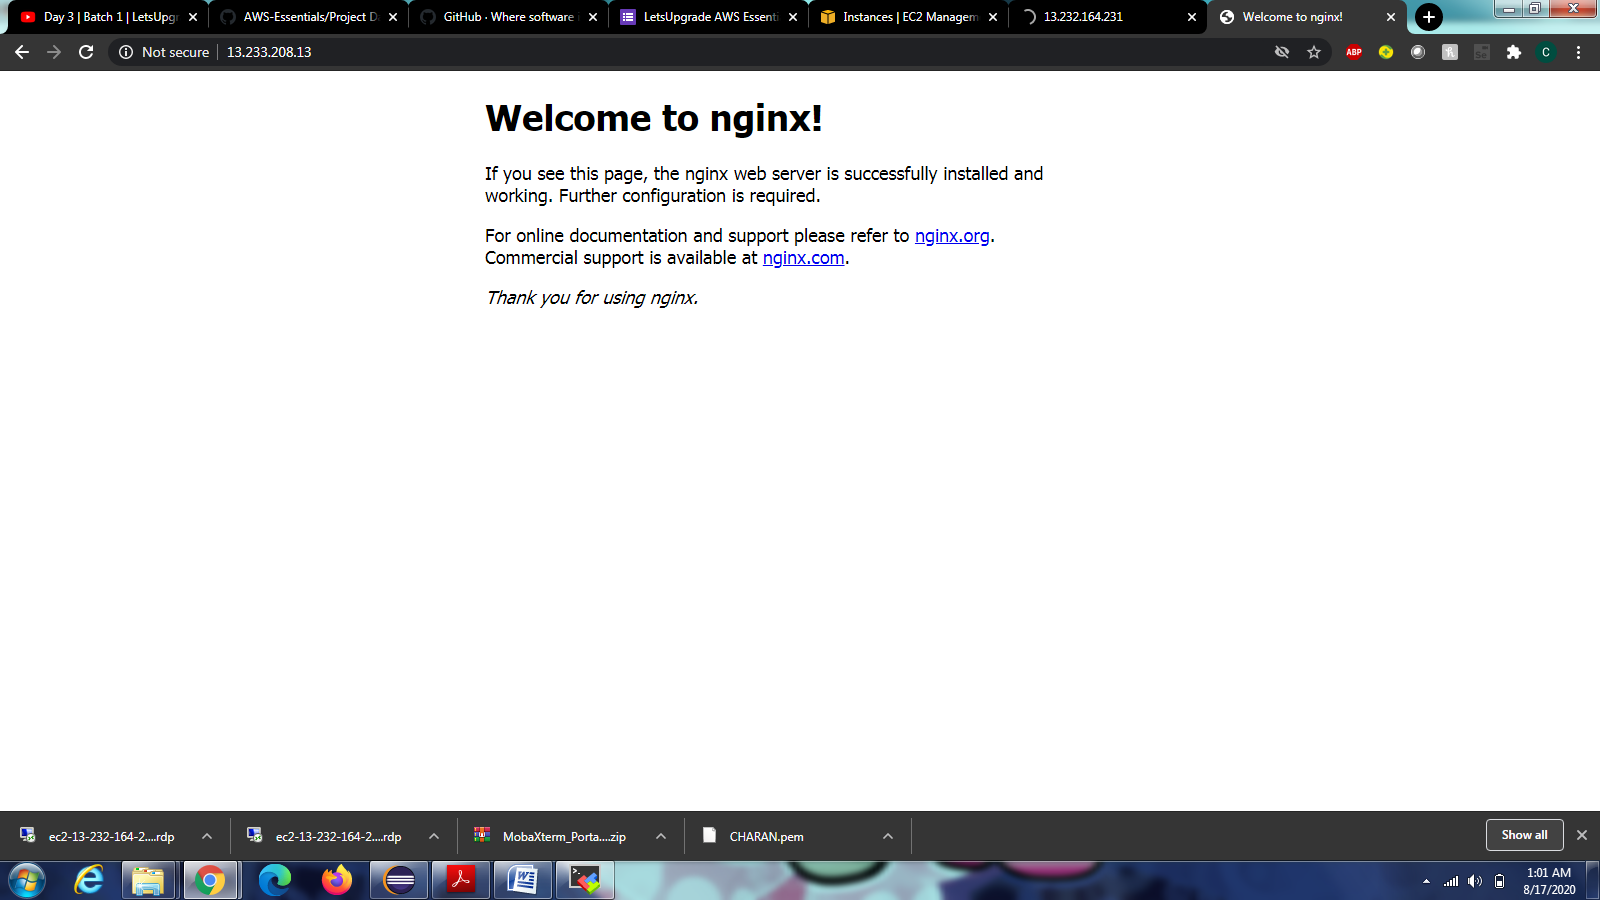 Day 3 | Batch 1 | LetsUpgr
AWS-Essentials/Project D
GitHub · Where software
LetsUpgrade AWS Essenti
Instances | EC2 Managem
13.232.164.231
Welcome to nginx!
Not secure
13.233.208.13
ABP
C
Welcome to nginx!
If you see this page, the nginx web server is successfully installed and
working. Further configuration is required.
For online documentation and support please refer to nginx.org.
Commercial support is available at nginx.com.
Thank you for using nginx.
ec2-13-232-164-2....rdp
ec2-13-232-164-2....rdp
MobaXterm_Porta....zip
CHARAN.pem
Show all
1:01 AM
8/17/2020